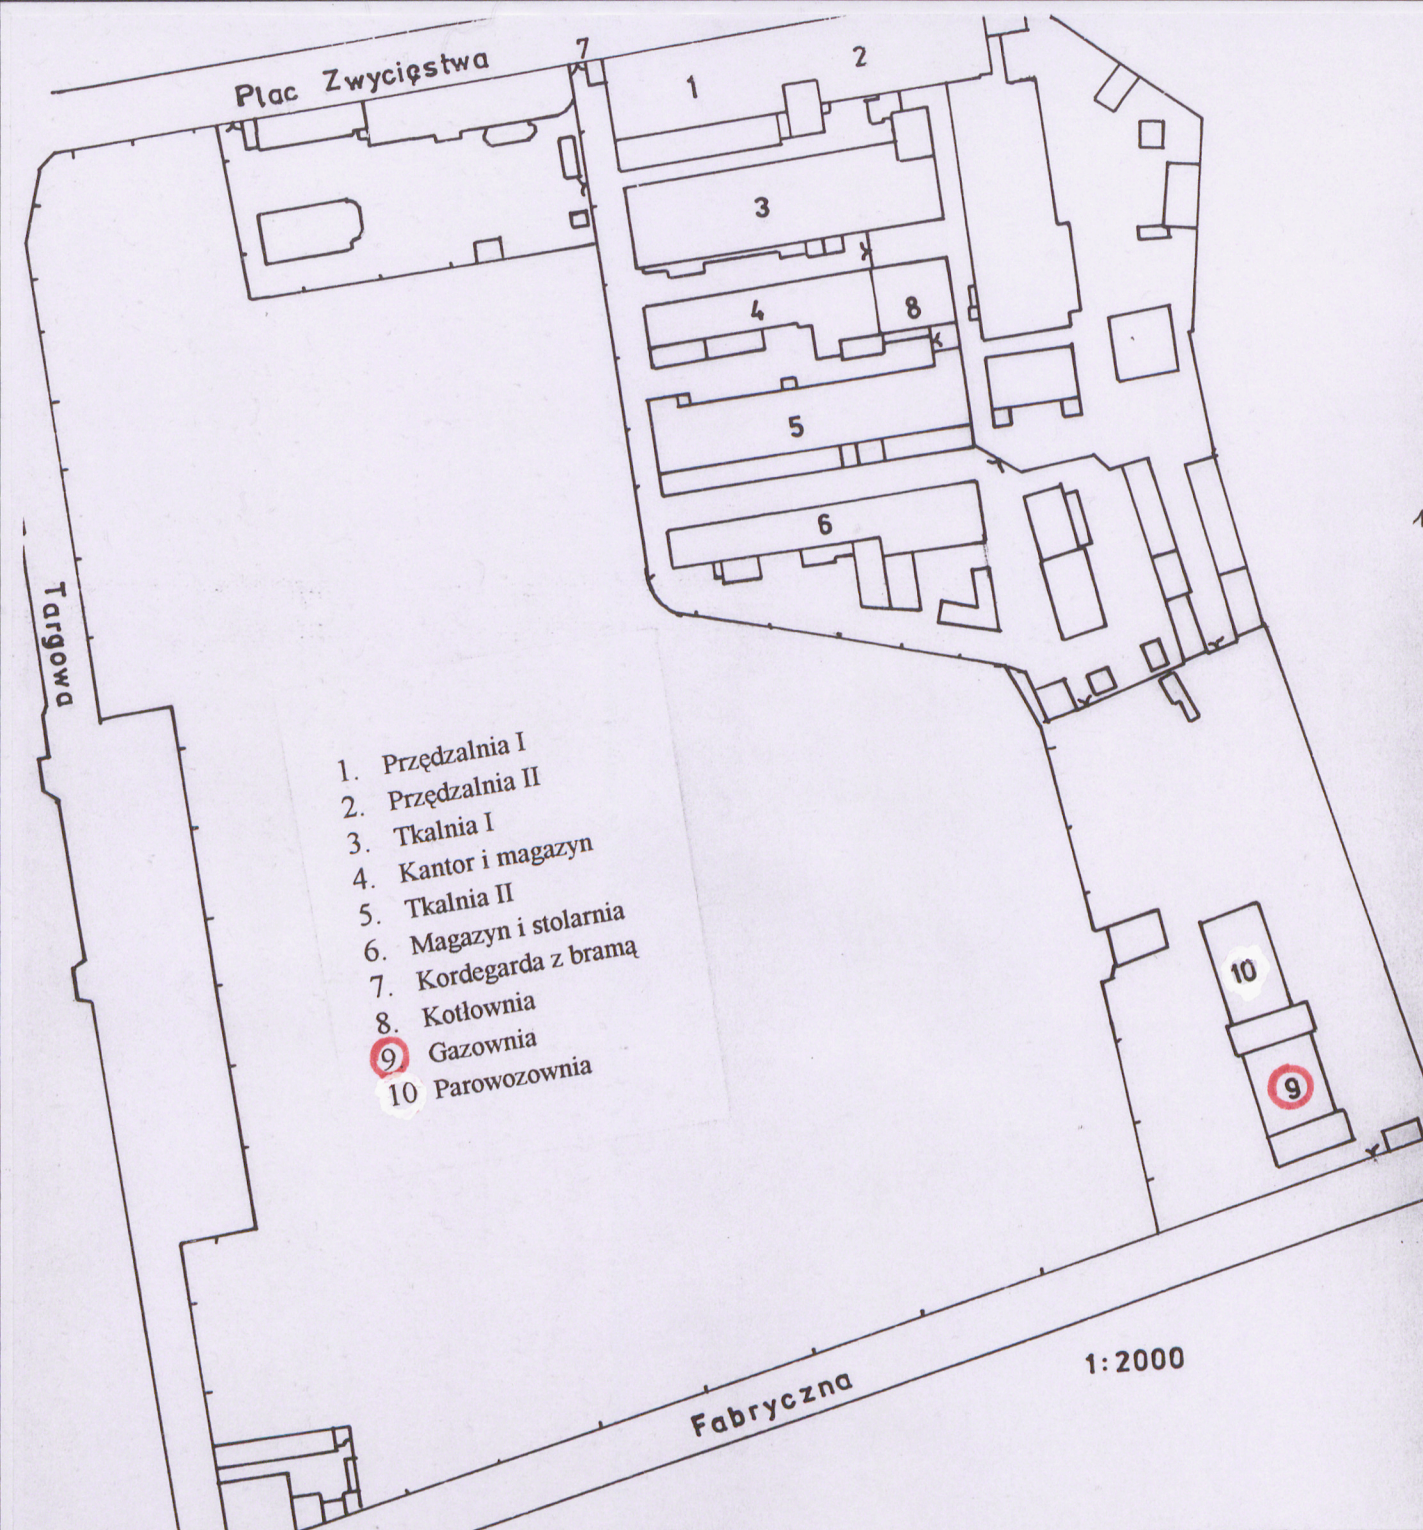 Plac Zwycięstwa
7
2
1
3
4
8
5
6
Targowa
1. Przędzalnia I
2. Przędzalnia II
3. Tkalnia I
4. Kantor i magazyn
5. Tkalnia II
6. Magazyn i stolarnia
7. Kordegarda z bramą
8. Kotłownia
9. Gazownia
10 Parowozownia
10
9
1:2000
Fabryczna